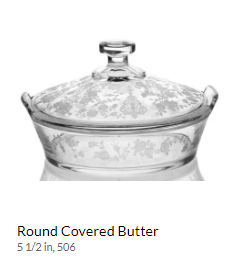 Round Covered Butter
5 1/2 in, 506